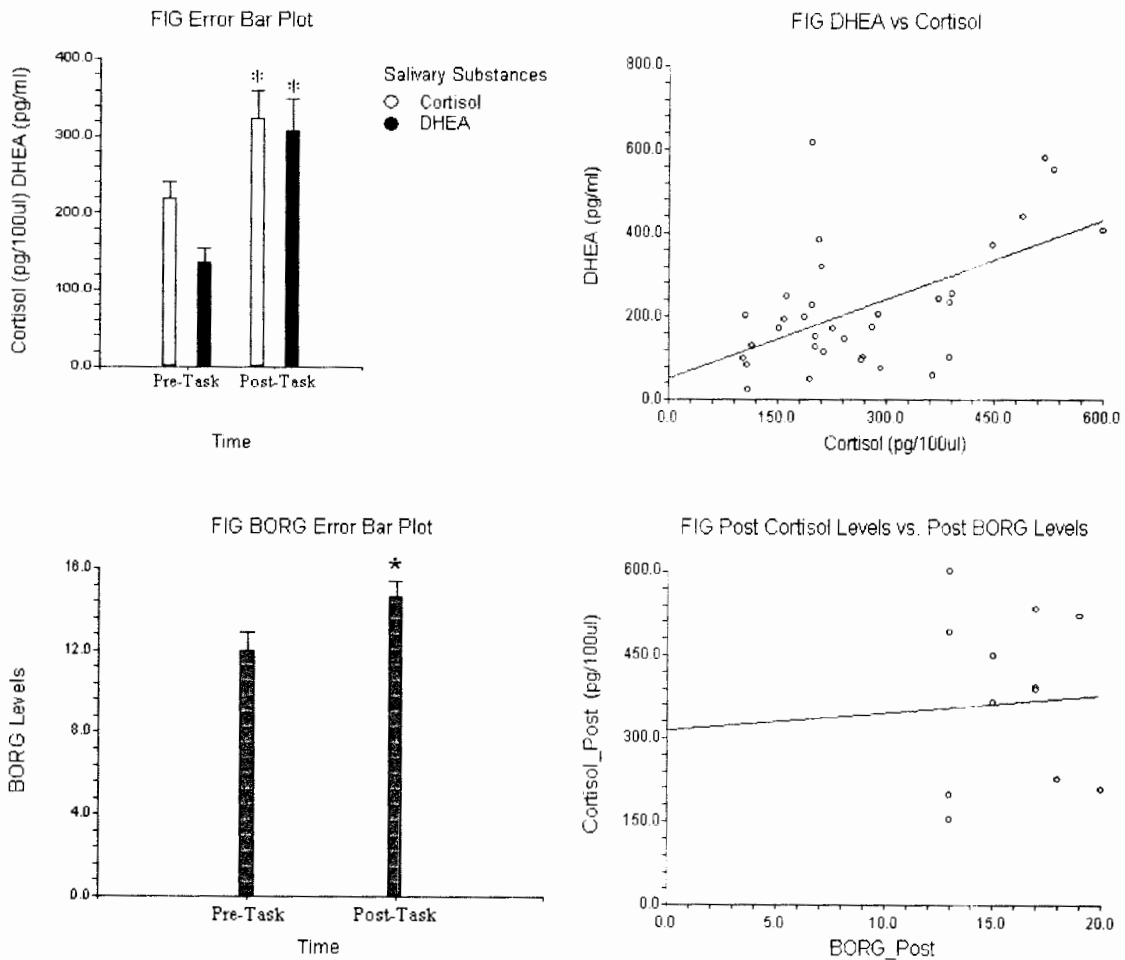 FIG Error Bar Plot
400.0
300.0
200.0
100.0
0.0
Cortisol (pg/100ul) DHEA (pg/ml)
*
*
Pre-Task Post-Task
Time
Salivary Substances
Cortisol
DHEA
FIG DHEA vs Cortisol
800.0
600.0
400.0
200.0
0.0
DHEA (pg/ml)
0.0 150.0 300.0 450.0 600.0
Cortisol (pg/100ul)
FIG BORG Error Bar Plot
16.0
12.0
8.0
4.0
0.0
BORG Levels
*
Pre-Task Post-Task
Time
FIG Post Cortisol Levels vs. Post BORG Levels
600.0
450.0
300.0
150.0
0.0
Cortisol_Post (pg/100ul)
0.0 5.0 10.0 15.0 20.0
BORG_Post